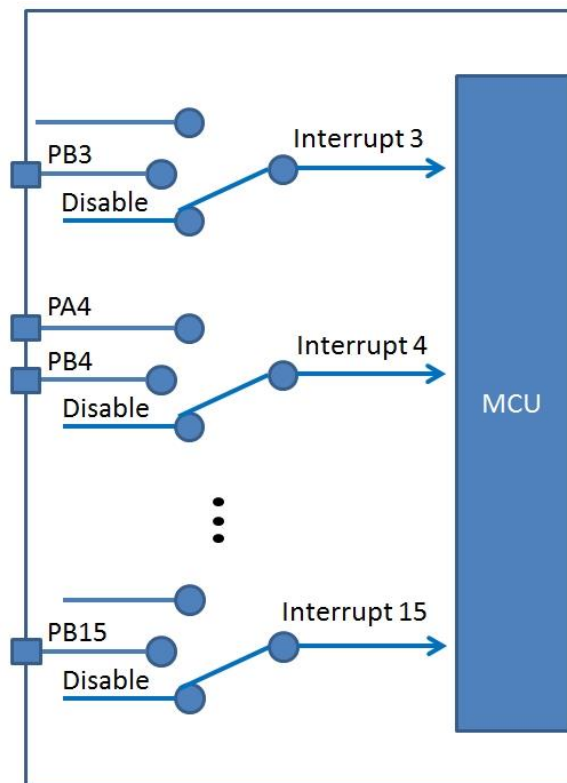 Interrupt 3
PB3
Disable
PA4
Interrupt 4
PB4
Disable
MCU
Interrupt 15
PB15
Disable